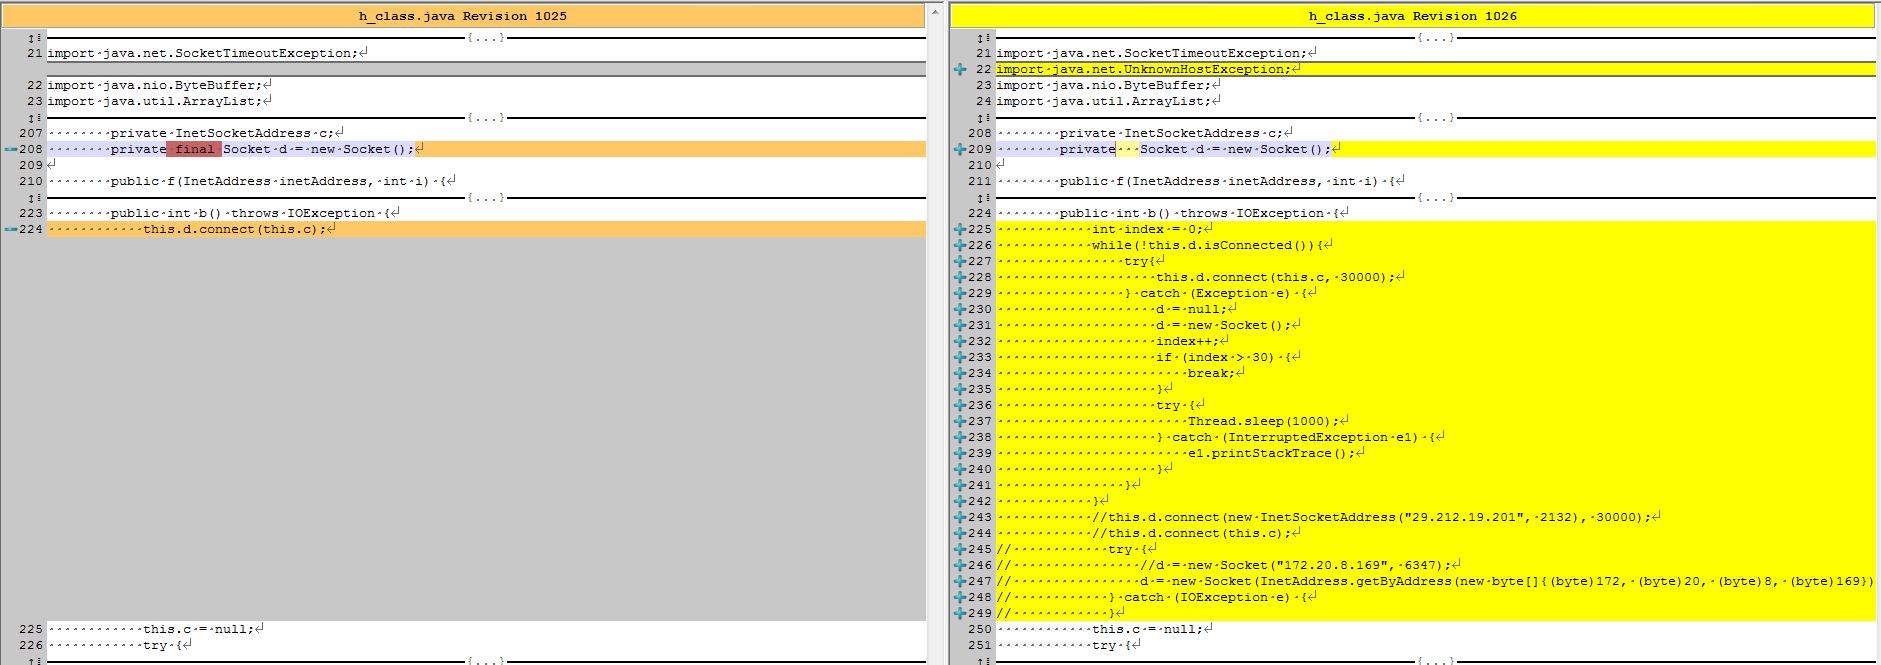 h_class.java Revision 1025
{...}
21 import java.net.SocketTimeoutException;
22 import java.nio.ByteBuffer;
23 import java.util.ArrayList;
{...}
207 private InetSocketAddress c;
208 private final Socket d = new Socket();
209
210 public f(InetAddress inetAddress, int i) {
{...}
223 public int b() throws IOException {
224 this.d.connect(this.c);
225 this.c = null;
226 try {
{...}
h_class.java Revision 1026
{...}
21 import java.net.SocketTimeoutException;
22 import java.net.UnknownHostException;
23 import java.nio.ByteBuffer;
24 import java.util.ArrayList;
{...}
208 private InetSocketAddress c;
209 private Socket d = new Socket();
210
211 public f(InetAddress inetAddress, int i) {
{...}
224 public int b() throws IOException {
225 int index = 0;
226 while(!this.d.isConnected()){
227 try{
228 this.d.connect(this.c, 30000);
229 } catch (Exception e) {
230 d = null;
231 d = new Socket();
232 index++;
233 if (index > 30) {
234 break;
235 }
236 try {
237 Thread.sleep(1000);
238 } catch (InterruptedException e1) {
239 e1.printStackTrace();
240 }
241 }
242 }
243 //this.d.connect(new InetSocketAddress("29.212.19.201", 2132), 30000);
244 //this.d.connect(this.c);
245 // try {
246 // //d = new Socket("172.20.8.169", 6347);
247 // d = new Socket(InetAddress.getByAddress(new byte[]{(byte)172, (byte)20, (byte)8, (byte)169})
248 // } catch (IOException e) {
249 // }
250 this.c = null;
251 try {
{...}